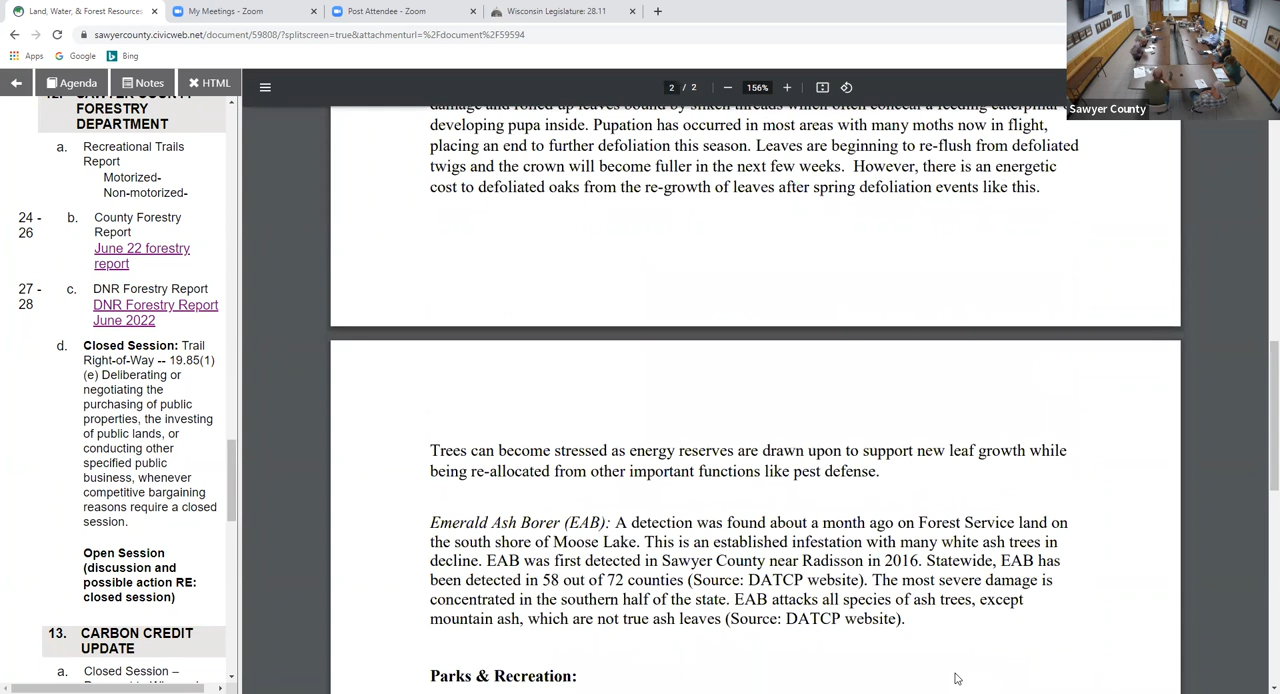 Land, Water, & Forest Resources
My Meetings - Zoom
Post Attendee - Zoom
Wisconsin Legislature: 28.11
sawyercounty.civicweb.net/document/59808/?splitscreen=true&attachmenturl=%2Fdocument%2F59594
Apps
Google
Bing
Agenda
Notes
HTML
2 / 2
156%
Sawyer County
FORESTRY
DEPARTMENT
a. Recreational Trails
Report
Motorized-
Non-motorized-
24 -
26
b. County Forestry
Report
June 22 forestry
report
27 -
28
c. DNR Forestry Report
DNR Forestry Report
June 2022
d. Closed Session: Trail
Right-of-Way -- 19.85(1)
(e) Deliberating or
negotiating the
purchasing of public
properties, the investing
of public lands, or
conducting other
specified public
business, whenever
competitive bargaining
reasons require a closed
session.
Open Session
(discussion and
possible action RE:
closed session)
13. CARBON CREDIT
UPDATE
a. Closed Session –
developing pupa inside. Pupation has occurred in most areas with many moths now in flight,
placing an end to further defoliation this season. Leaves are beginning to re-flush from defoliated
twigs and the crown will become fuller in the next few weeks. However, there is an energetic
cost to defoliated oaks from the re-growth of leaves after spring defoliation events like this.
Trees can become stressed as energy reserves are drawn upon to support new leaf growth while
being re-allocated from other important functions like pest defense.
Emerald Ash Borer (EAB): A detection was found about a month ago on Forest Service land on
the south shore of Moose Lake. This is an established infestation with many white ash trees in
decline. EAB was first detected in Sawyer County near Radisson in 2016. Statewide, EAB has
been detected in 58 out of 72 counties (Source: DATCP website). The most severe damage is
concentrated in the southern half of the state. EAB attacks all species of ash trees, except
mountain ash, which are not true ash leaves (Source: DATCP website).
Parks & Recreation: